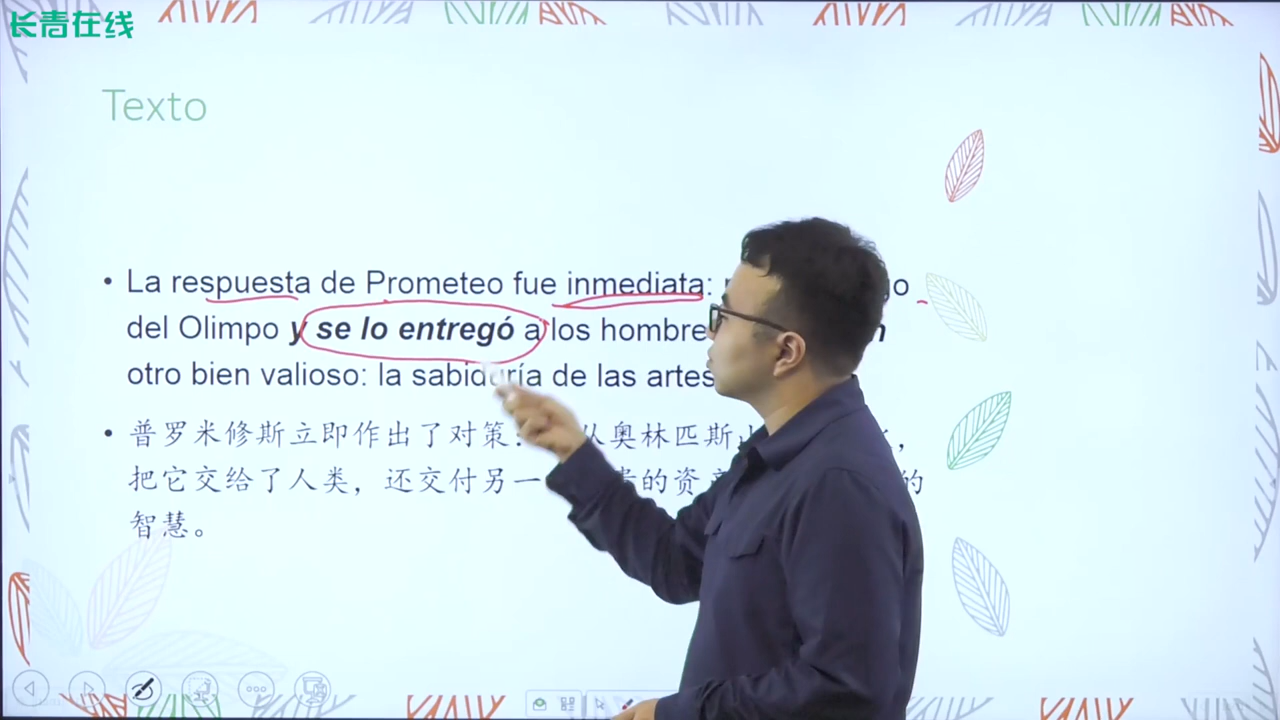 长青在线
Texto
• La respuesta de Prometeo fue inmediata:
del Olimpo y se lo entregó a los hombre
otro bien valioso: la sabiduría de las artes
• 普罗米修斯立即作出了对策: 从奥林匹斯
把它交给了人类，还交付另一 的资 的
智慧。